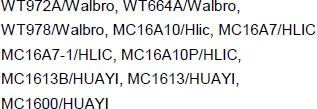 WT972A/Walbro, WT664A/Walbro,
WT978/Walbro, MC16A10/Hlic, MC16A7/HLIC
MC16A7-1/HLIC, MC16A10P/HLIC,
MC1613B/HUAYI, MC1613/HUAYI,
MC1600/HUAYI